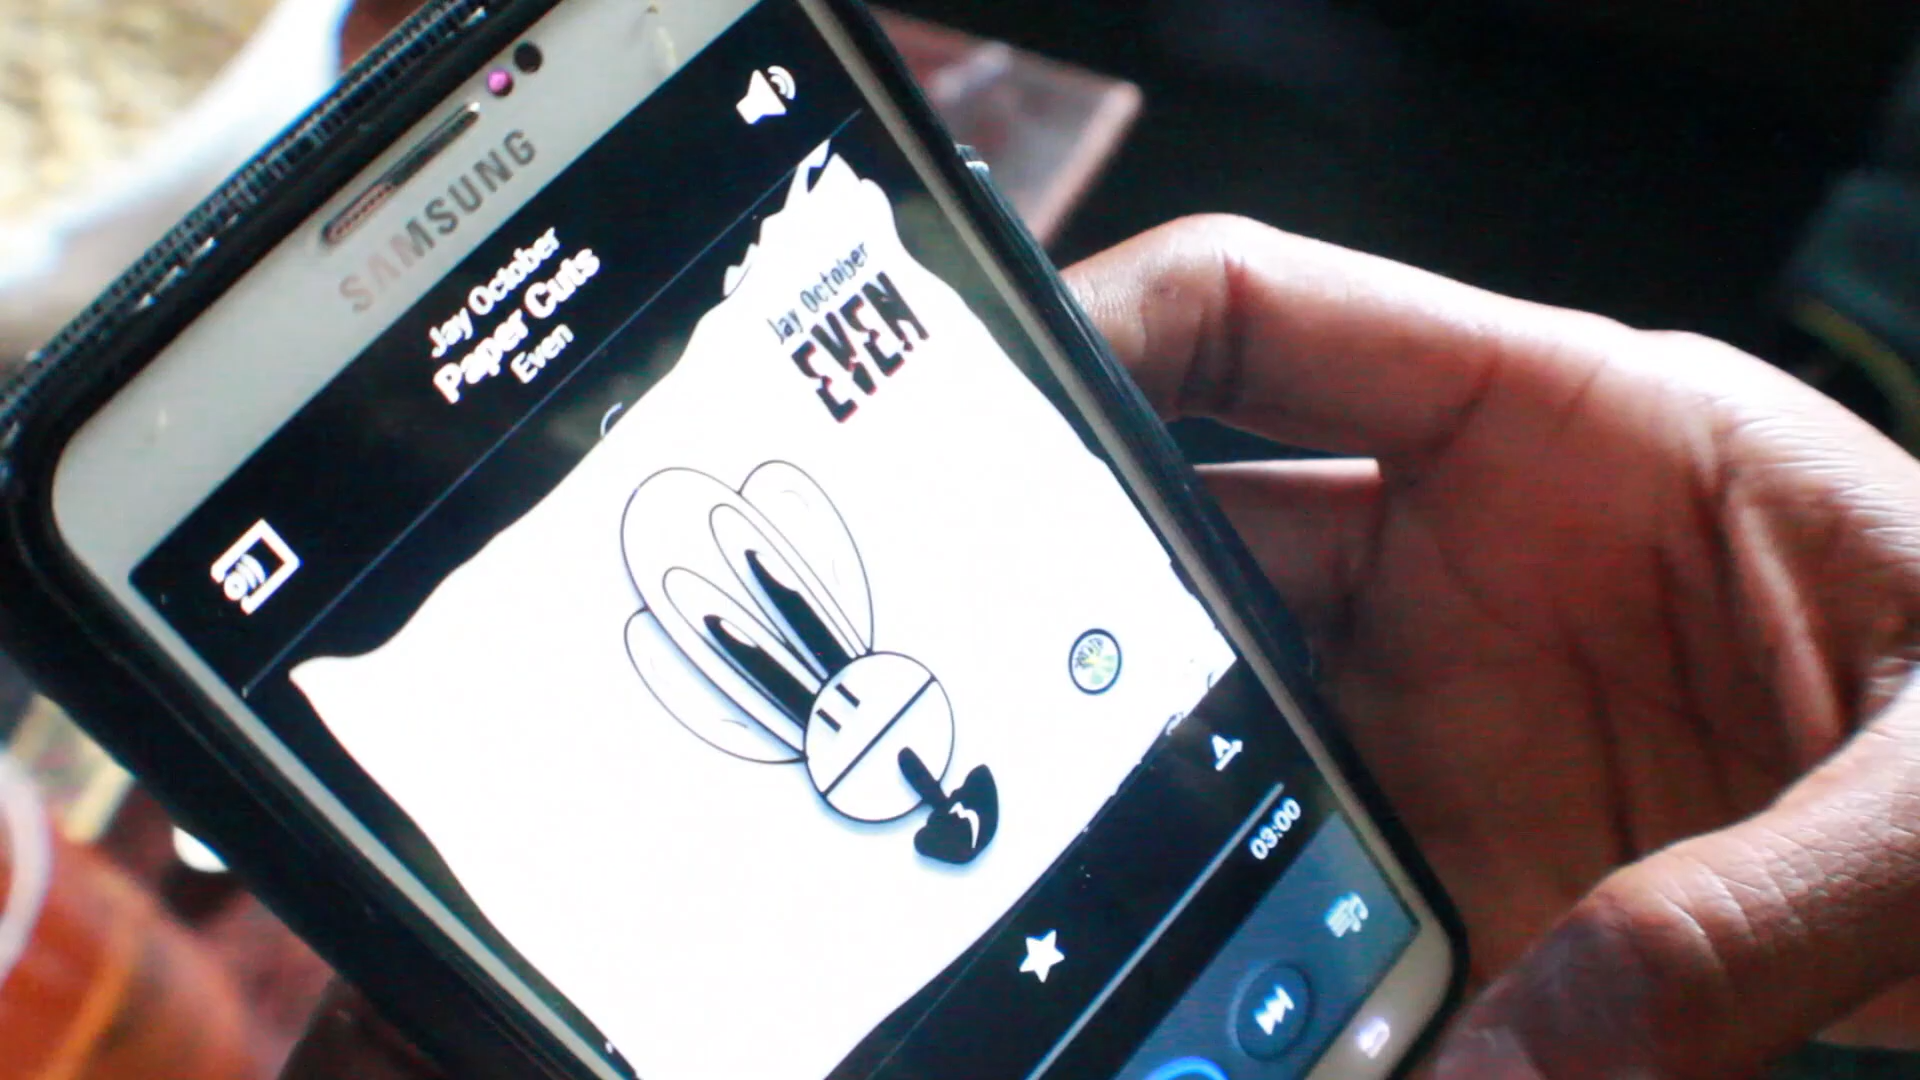 SAMSUNG
Jay October
Paper Cuts
Even
Jay October
EVEN
A
03:00